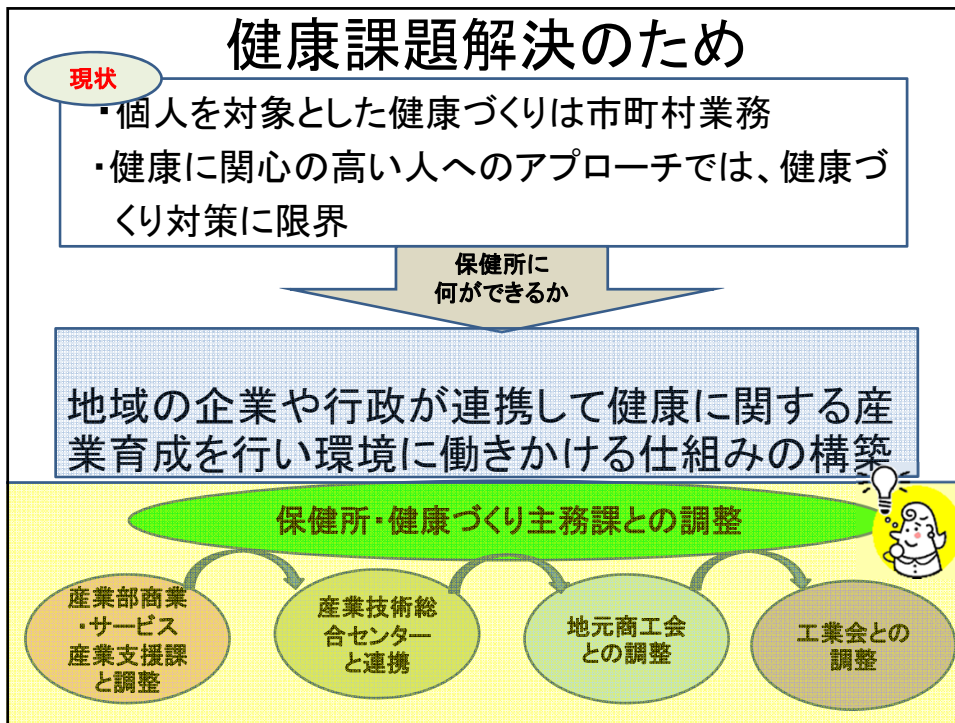 健康課題解決のため
現状
・個人を対象とした健康づくりは市町村業務
・健康に関心の高い人へのアプローチでは、健康づ
くり対策に限界
保健所に
何ができるか
地域の企業や行政が連携して健康に関する産
業育成を行い環境に働きかける仕組みの構築
保健所・健康づくり主務課との調整
産業部商業
・サービス
産業支援課
と調整
産業技術総
合センター
と連携
地元商工会
との調整
工業会との
調整